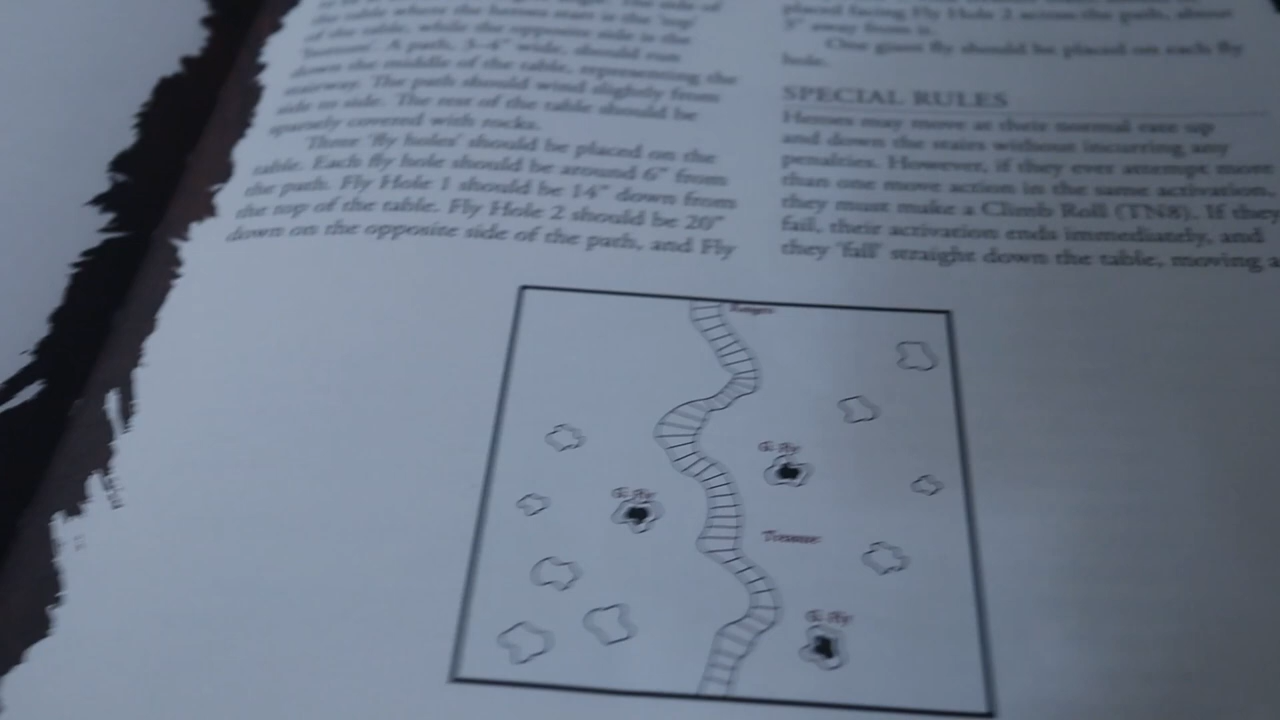 the table where the heroes start is the 'top'
of the table, while the opposite side is the
'bottom'. A path, 3–4" wide, should run
down the middle of the table, representing the
stairway. The path should wind slightly from
side to side. The rest of the table should be
sparsely covered with rocks.
Three 'fly holes' should be placed on the
table. Each fly hole should be around 6" from
the path. Fly Hole 1 should be 14" down from
the top of the table. Fly Hole 2 should be 20"
down on the opposite side of the path, and Fly
placed facing Fly Hole 2 across the path, about
away from it.
One giant fly should be placed on each fly
hole.
SPECIAL RULES
Heroes may move at their normal rate up
and down the stairs without incurring any
penalties. However, if they ever attempt more
than one move action in the same activation,
they must make a Climb Roll (TN8). If they
fail, their activation ends immediately, and
they 'fall' straight down the table, moving a
G. Fly
G. Fly
Treasure
G. Fly